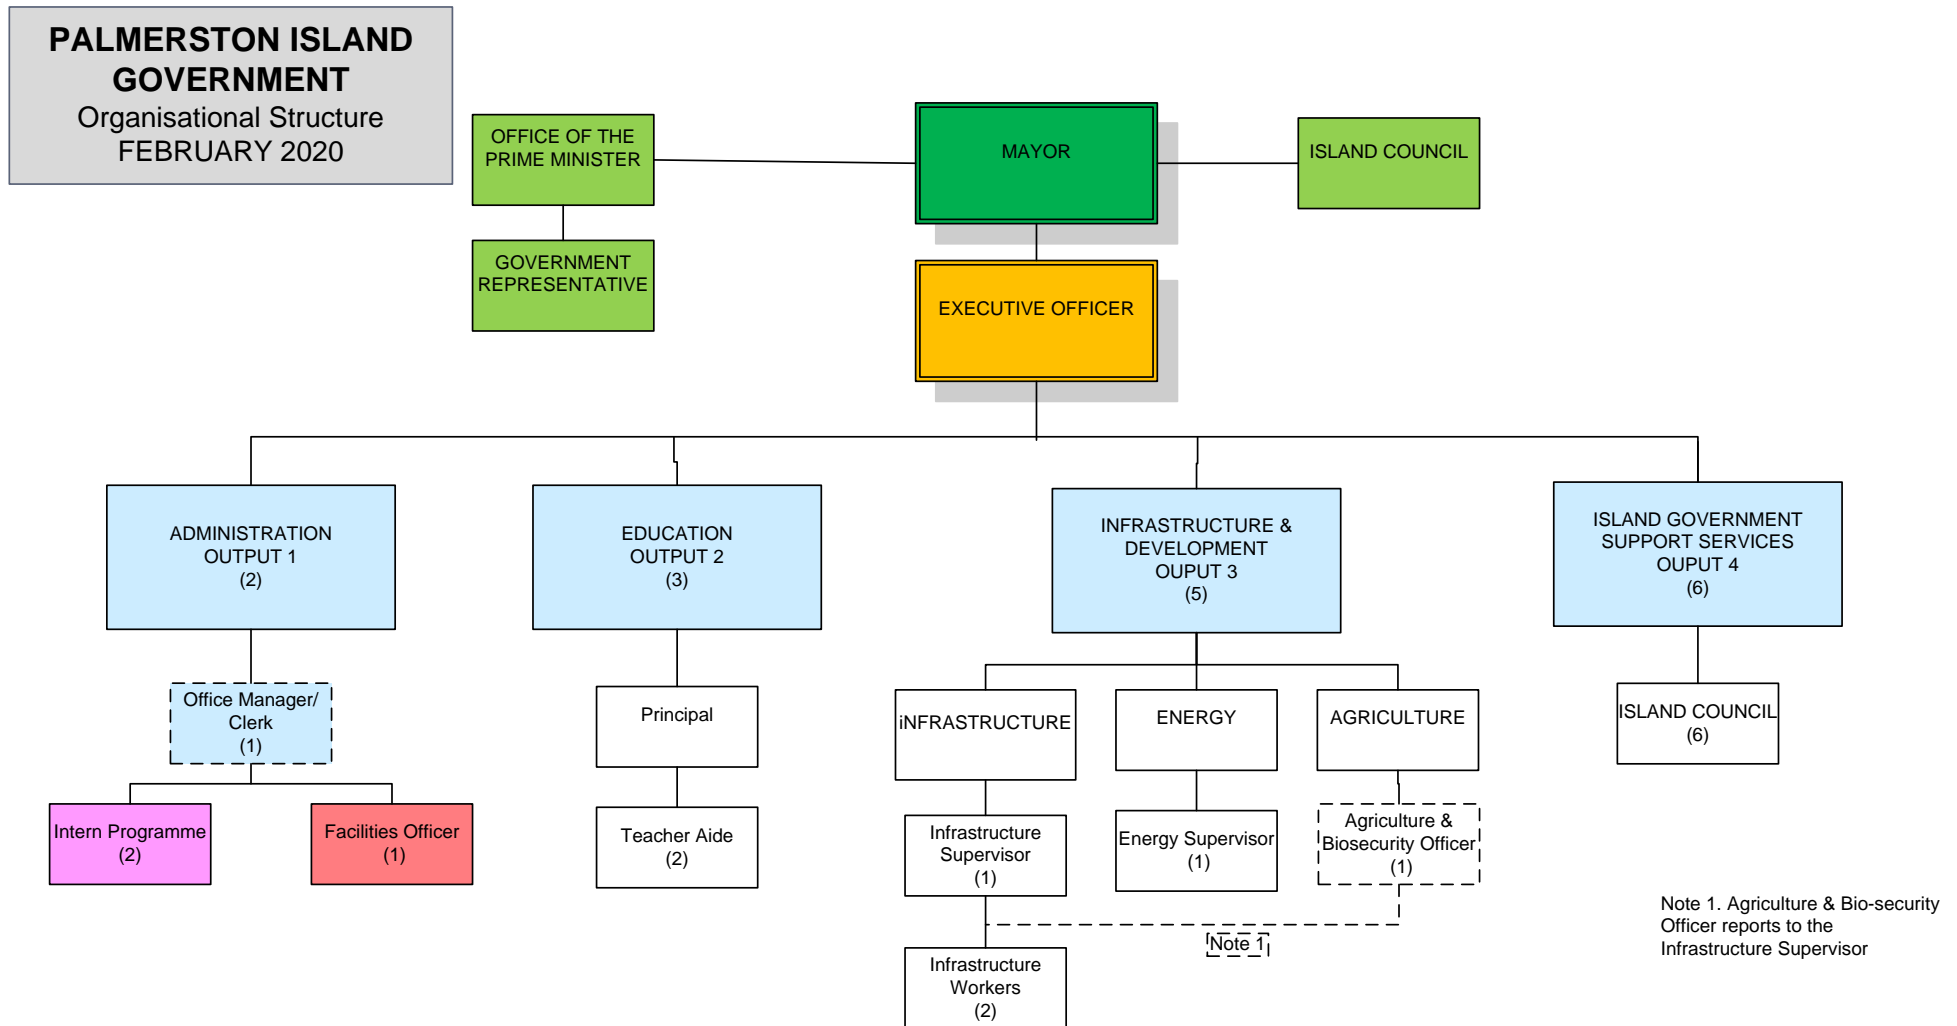 PALMERSTON ISLAND
GOVERNMENT
Organisational Structure
FEBRUARY 2020
OFFICE OF THE
PRIME MINISTER
MAYOR
ISLAND COUNCIL
GOVERNMENT
REPRESENTATIVE
EXECUTIVE OFFICER
ADMINISTRATION
OUTPUT 1
(2)
EDUCATION
OUTPUT 2
(3)
INFRASTRUCTURE &
DEVELOPMENT
OUPUT 3
(5)
ISLAND GOVERNMENT
SUPPORT SERVICES
OUPUT 4
(6)
Office Manager/
Clerk
(1)
Principal
iNFRASTRUCTURE
ENERGY
AGRICULTURE
ISLAND COUNCIL
(6)
Intern Programme
(2)
Facilities Officer
(1)
Teacher Aide
(2)
Infrastructure
Supervisor
(1)
Energy Supervisor
(1)
Agriculture &
Biosecurity Officer
(1)
Note 1
Infrastructure
Workers
(2)
Note 1. Agriculture & Bio-security
Officer reports to the
Infrastructure Supervisor